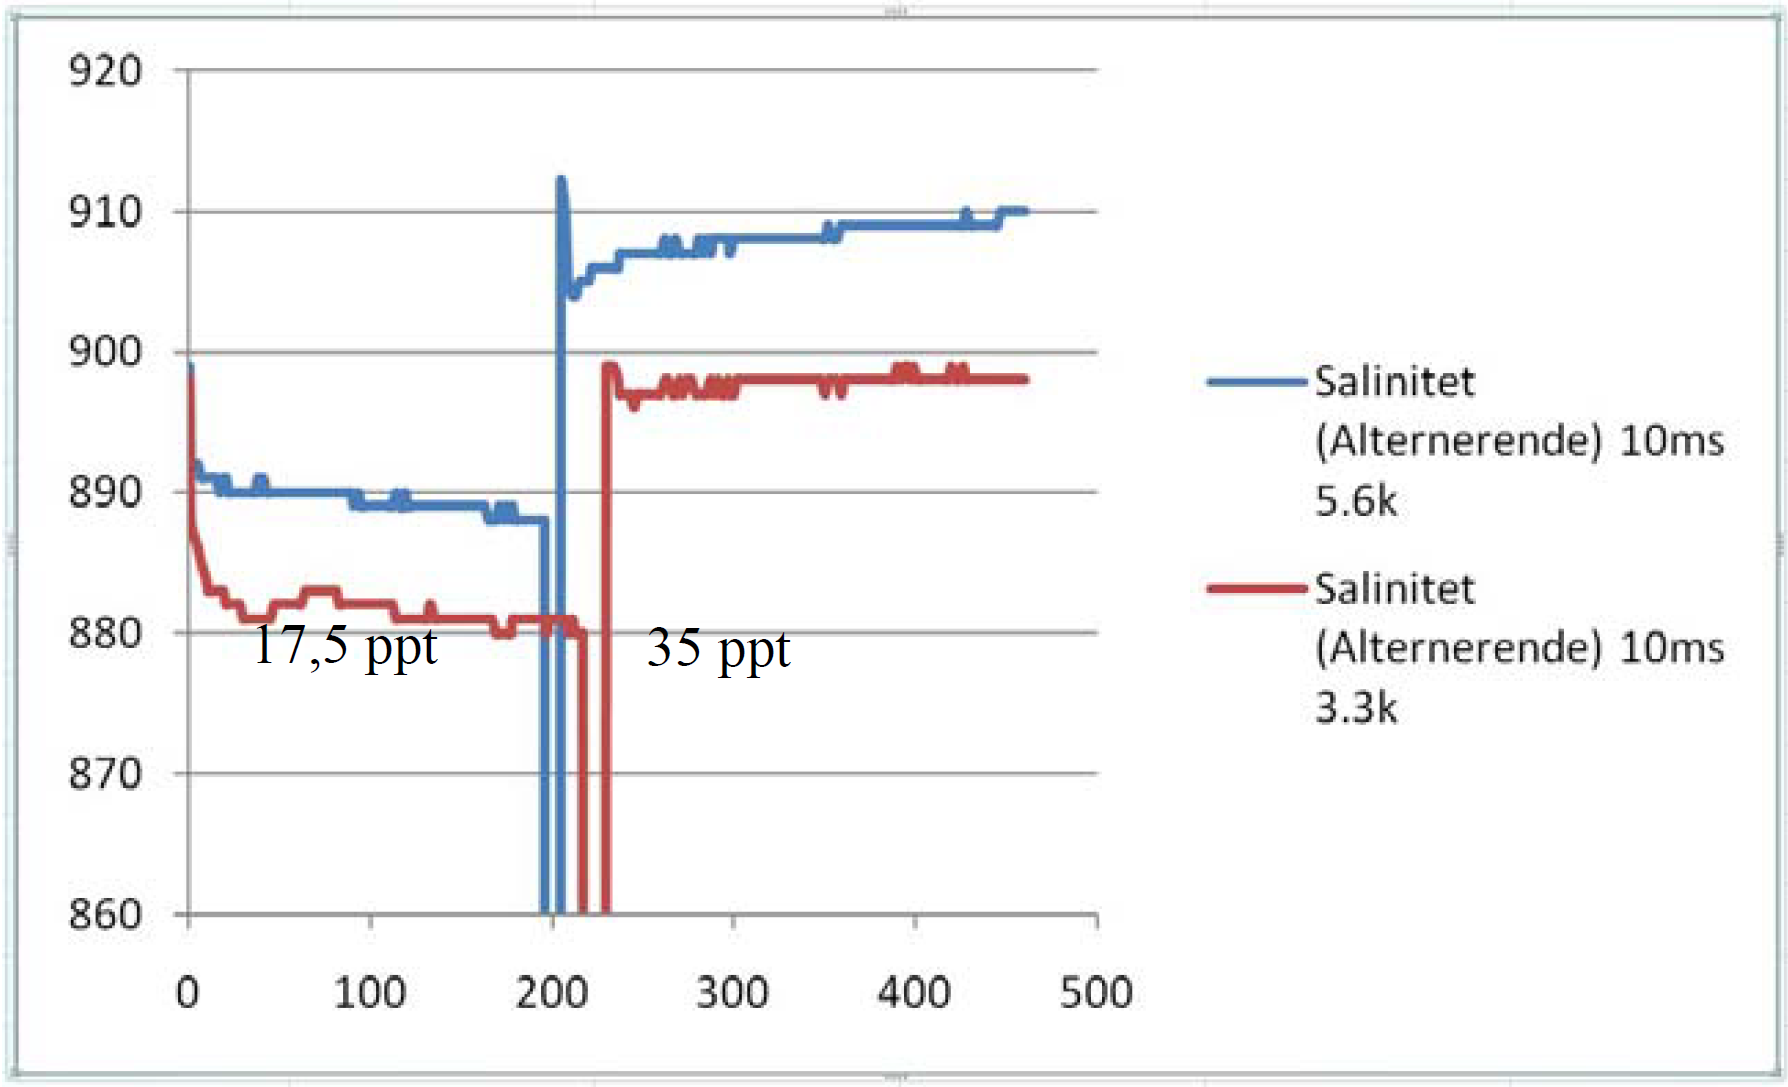 920
910
900
890
880
870
860
17,5 ppt
35 ppt
0 100 200 300 400 500
Salinitet
(Alternerende) 10ms
5.6k
Salinitet
(Alternerende) 10ms
3.3k